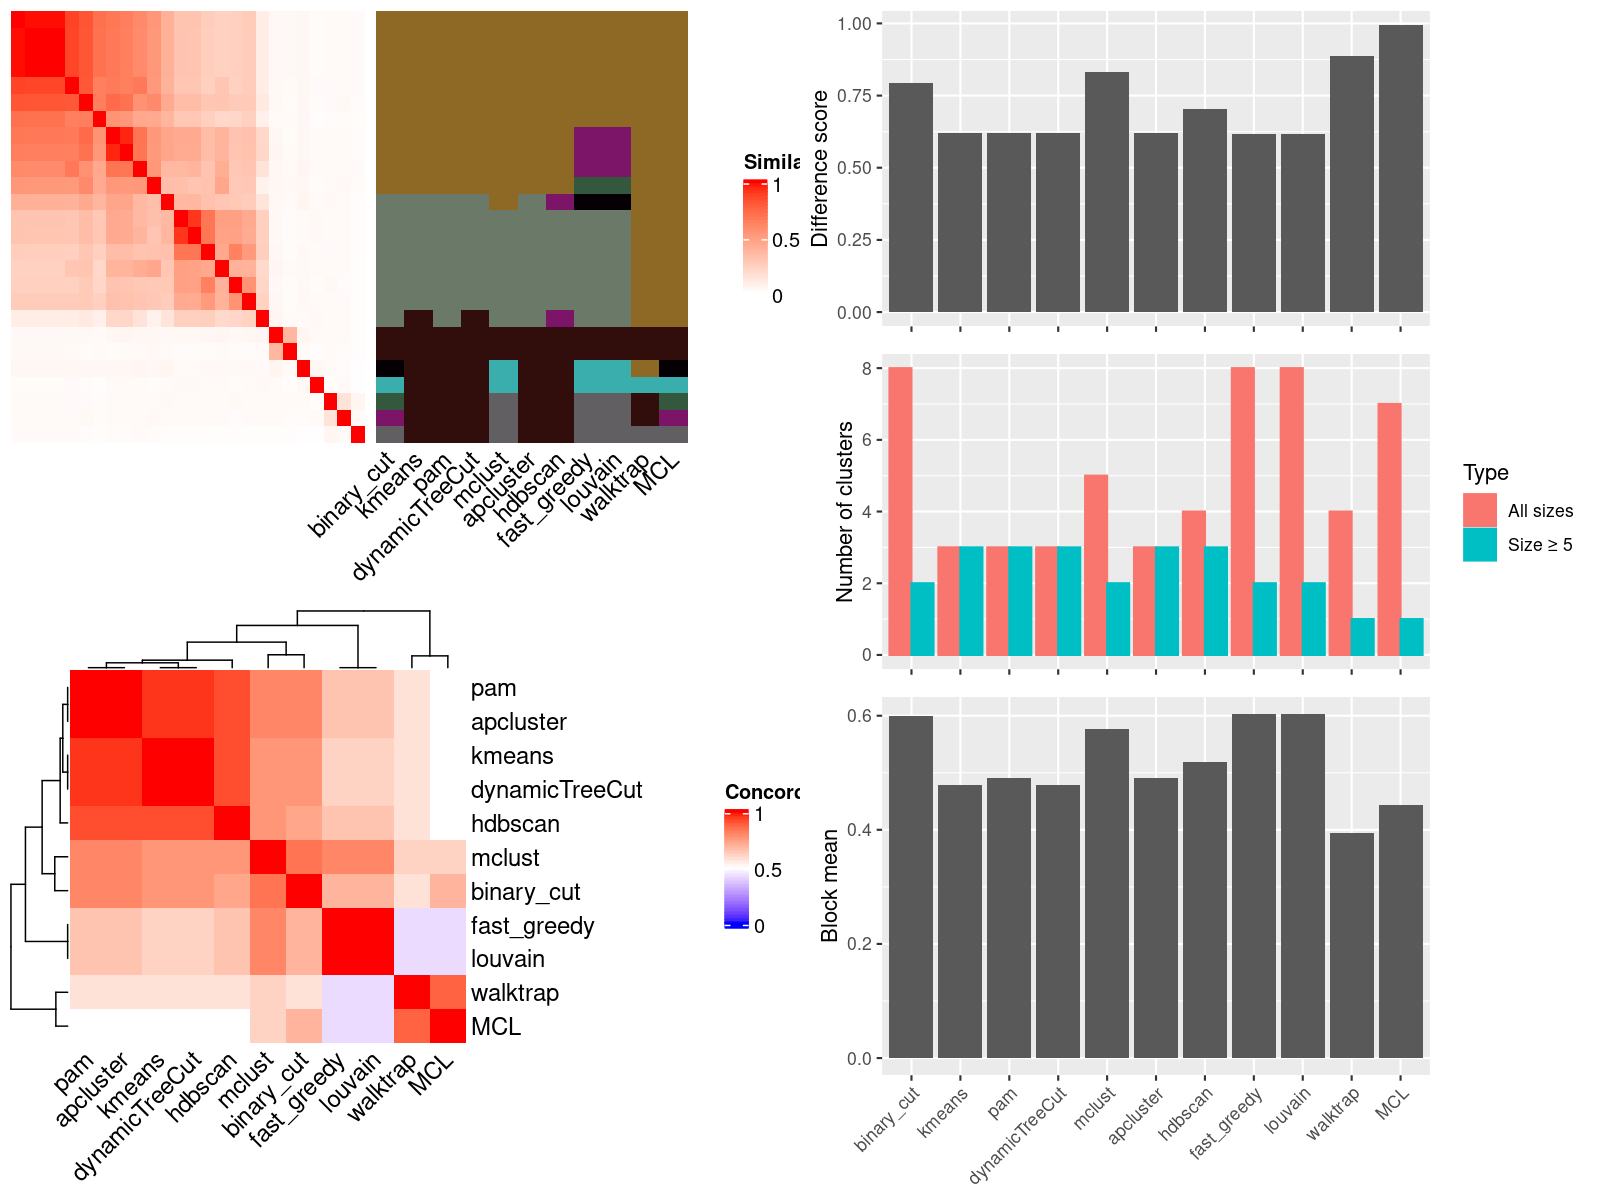 Simila
1
0.5
0
binary_cut
kmeans
pam
dynamicTreeCut
mclust
apcluster
hdbscan
fast_greedy
louvain
walktrap
MCL
Difference score
1.00
0.75
0.50
0.25
0.00
Number of clusters
8
6
4
2
0
Type
All sizes
Size ≥ 5
pam
apcluster
kmeans
dynamicTreeCut
hdbscan
mclust
binary_cut
fast_greedy
louvain
walktrap
MCL
pam
apcluster
kmeans
dynamicTreeCut
hdbscan
mclust
binary_cut
fast_greedy
louvain
walktrap
MCL
Concord
1
0.5
0
Block mean
0.6
0.4
0.2
0.0
binary_cut
kmeans
pam
dynamicTreeCut
mclust
apcluster
hdbscan
fast_greedy
louvain
walktrap
MCL